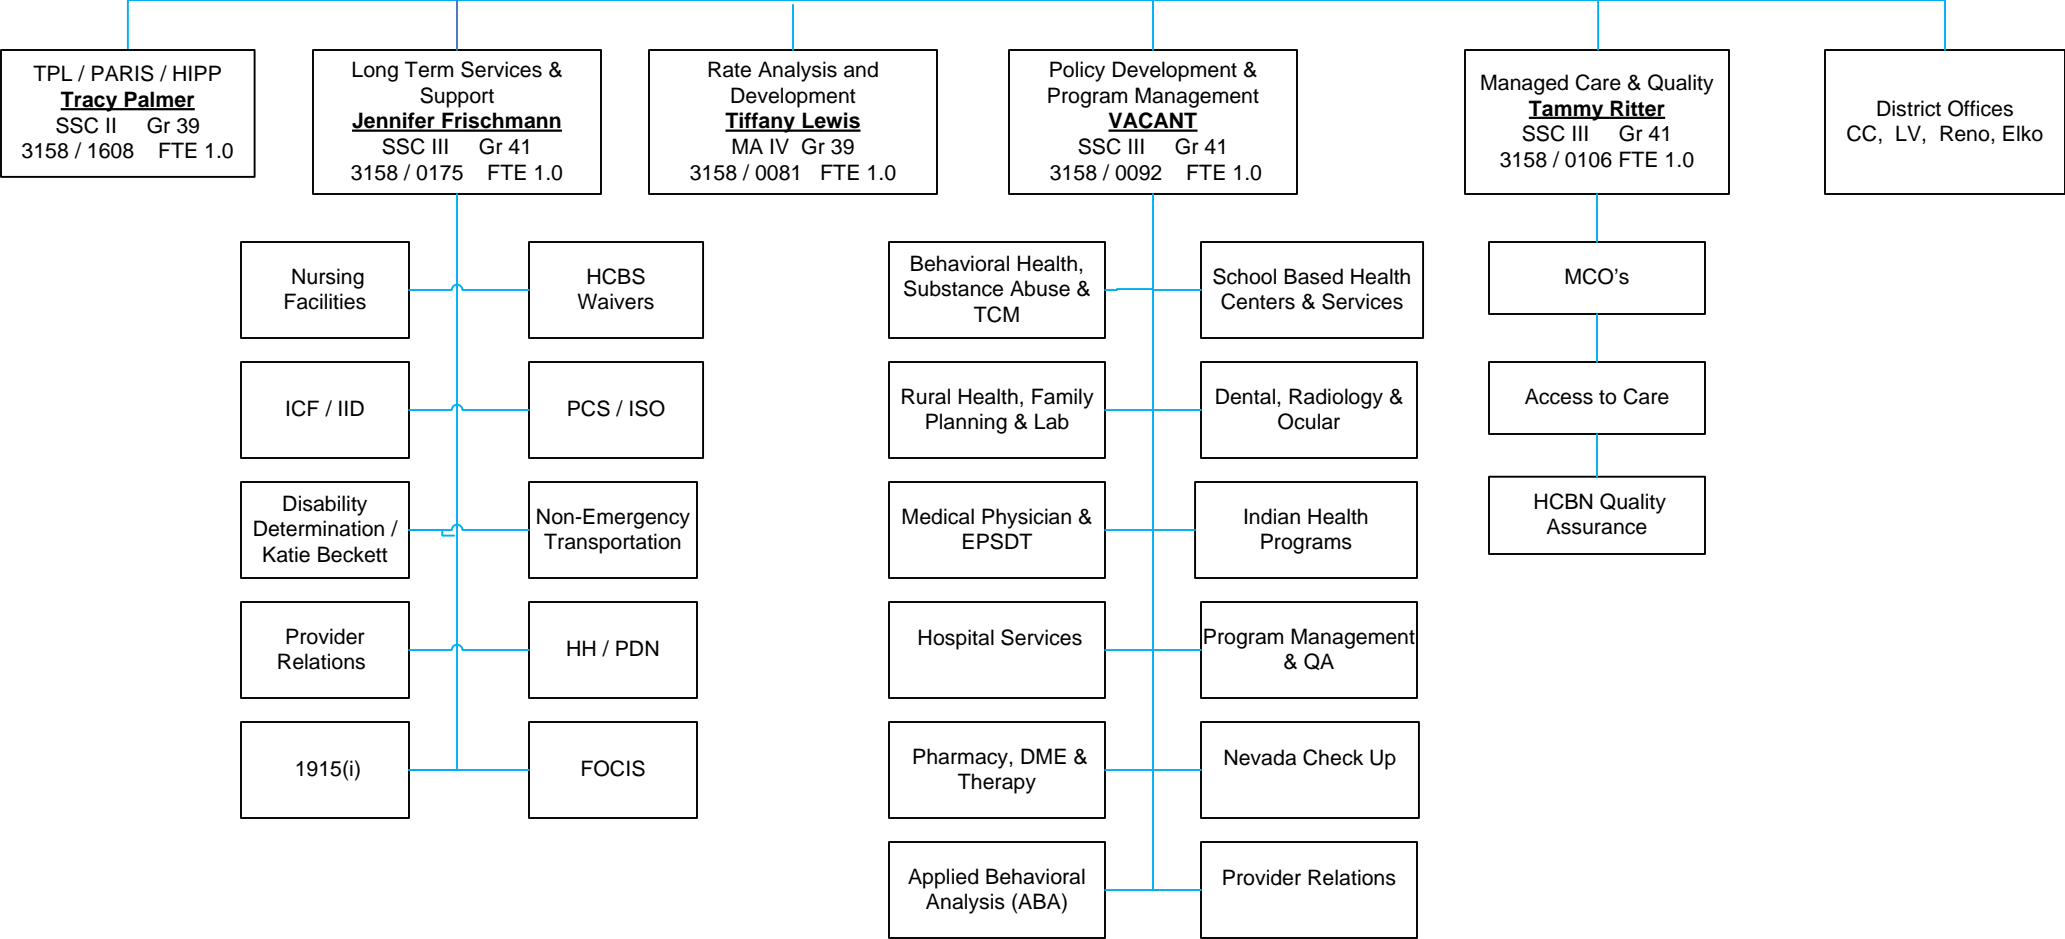 TPL / PARIS / HIPP
Tracy Palmer
SSC II Gr 39
3158 / 1608 FTE 1.0
Long Term Services &
Support
Jennifer Frischmann
SSC III Gr 41
3158 / 0175 FTE 1.0
Rate Analysis and
Development
Tiffany Lewis
MA IV Gr 39
3158 / 0081 FTE 1.0
Policy Development &
Program Management
VACANT
SSC III Gr 41
3158 / 0092 FTE 1.0
Managed Care & Quality
Tammy Ritter
SSC III Gr 41
3158 / 0106 FTE 1.0
District Offices
CC, LV, Reno, Elko
Nursing
Facilities
HCBS
Waivers
ICF / IID
PCS / ISO
Disability
Determination /
Katie Beckett
Non-Emergency
Transportation
Provider
Relations
HH / PDN
1915(i)
FOCIS
Behavioral Health,
Substance Abuse &
TCM
School Based Health
Centers & Services
Rural Health, Family
Planning & Lab
Dental, Radiology &
Ocular
Medical Physician &
EPSDT
Indian Health
Programs
Hospital Services
Program Management
& QA
Pharmacy, DME &
Therapy
Nevada Check Up
Applied Behavioral
Analysis (ABA)
Provider Relations
MCO’s
Access to Care
HCBN Quality
Assurance